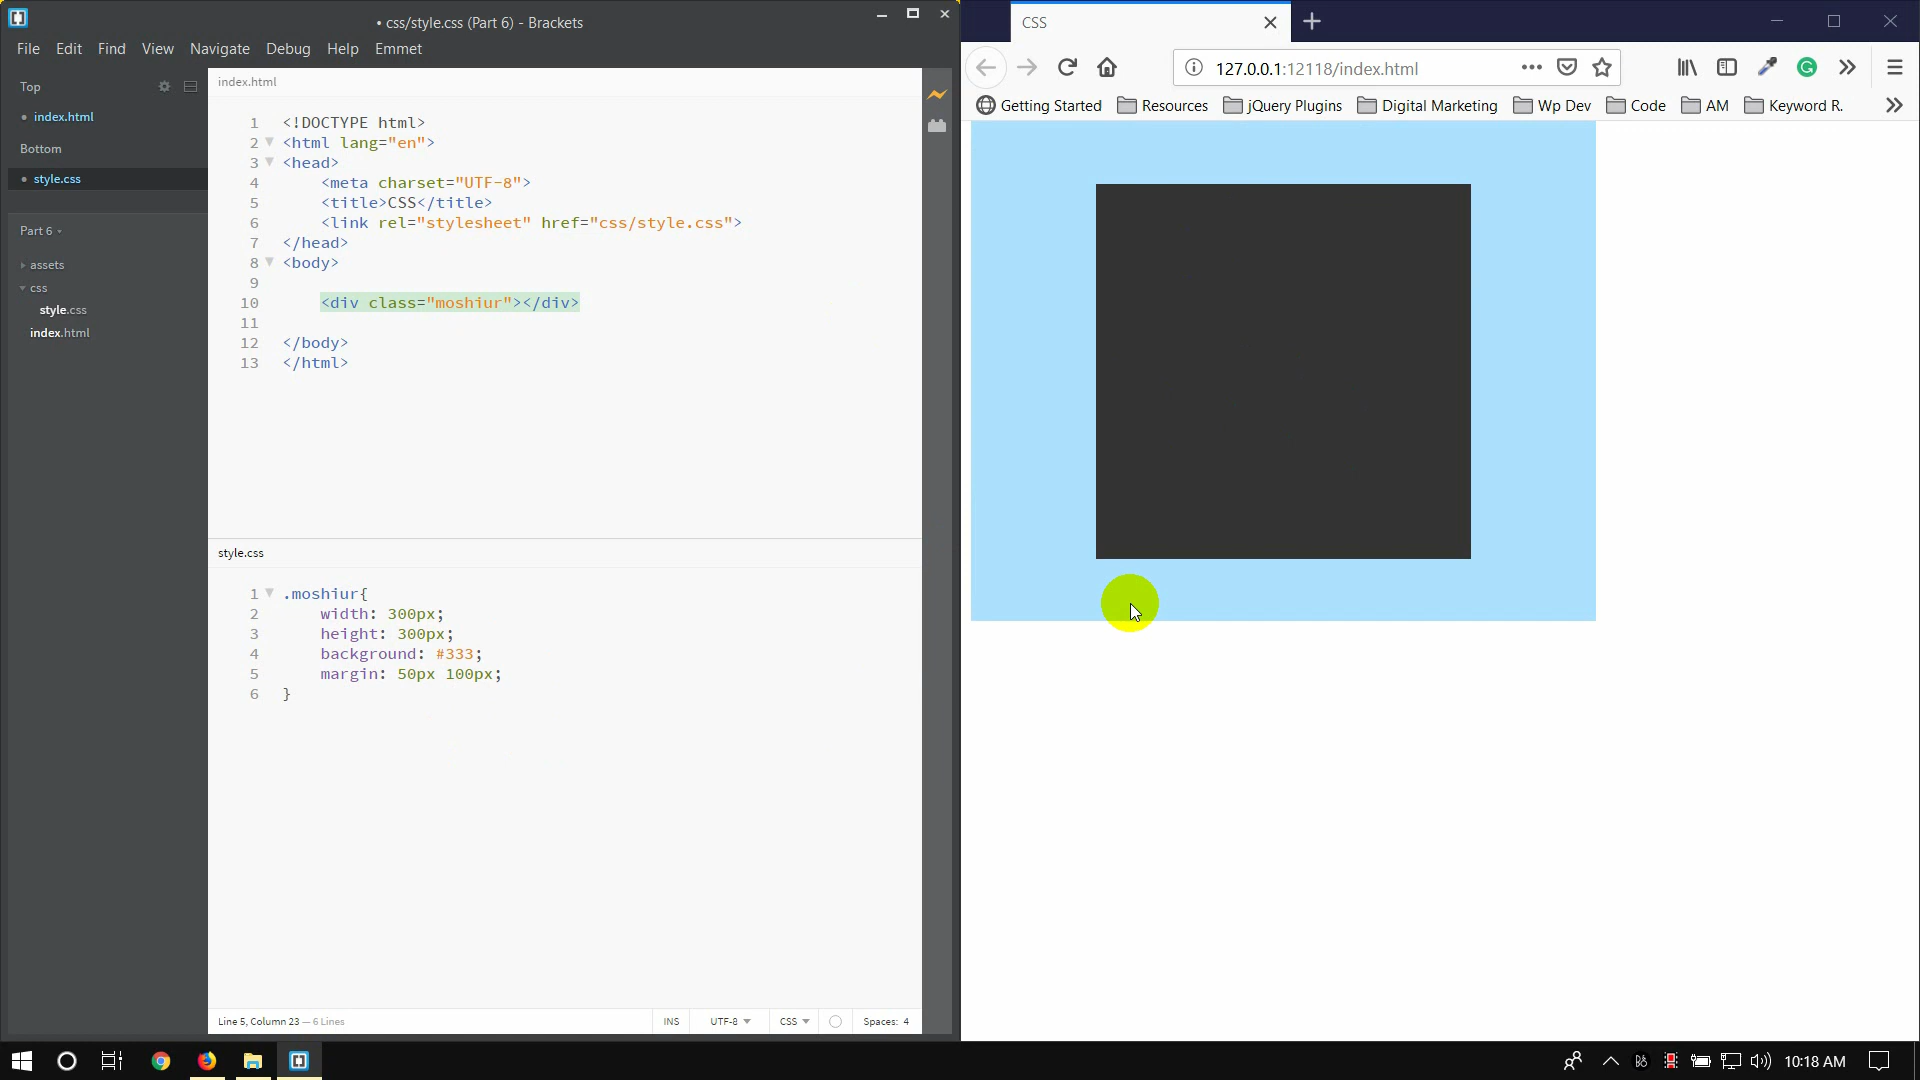 • css/style.css (Part 6) - Brackets
File Edit Find View Navigate Debug Help Emmet
Top
• index.html
Bottom
• style.css
Part 6
assets
css
style.css
index.html
index.html
1 <!DOCTYPE html>
2 <html lang="en">
3 <head>
4 <meta charset="UTF-8">
5 <title>CSS</title>
6 <link rel="stylesheet" href="css/style.css">
7 </head>
8 <body>
9
10 <div class="moshiur"></div>
11
12 </body>
13 </html>
style.css
1 .moshiur{
2 width: 300px;
3 height: 300px;
4 background: #333;
5 margin: 50px 100px;
6 }
Line 5, Column 23 — 6 Lines
INS UTF-8 CSS Spaces: 4
CSS
127.0.0.1:12118/index.html
Getting Started Resources jQuery Plugins Digital Marketing Wp Dev Code AM Keyword R.
10:18 AM